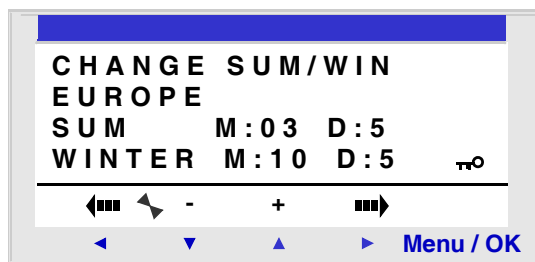 CHANGE SUM/WIN
EUROPE
SUM M:03 D:5
WINTER M:10 D:5
- +
Menu / OK